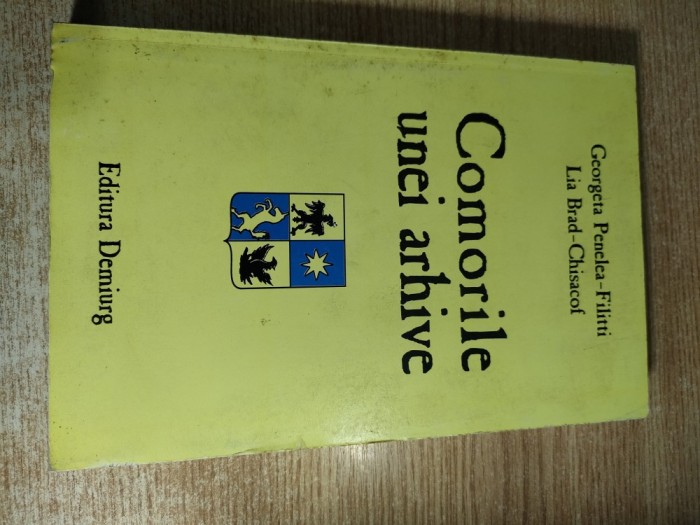 Georgeta Penelea-Filitti
Lia Brad-Chisacof
Comorile
unei arhive
Editura Demiurg